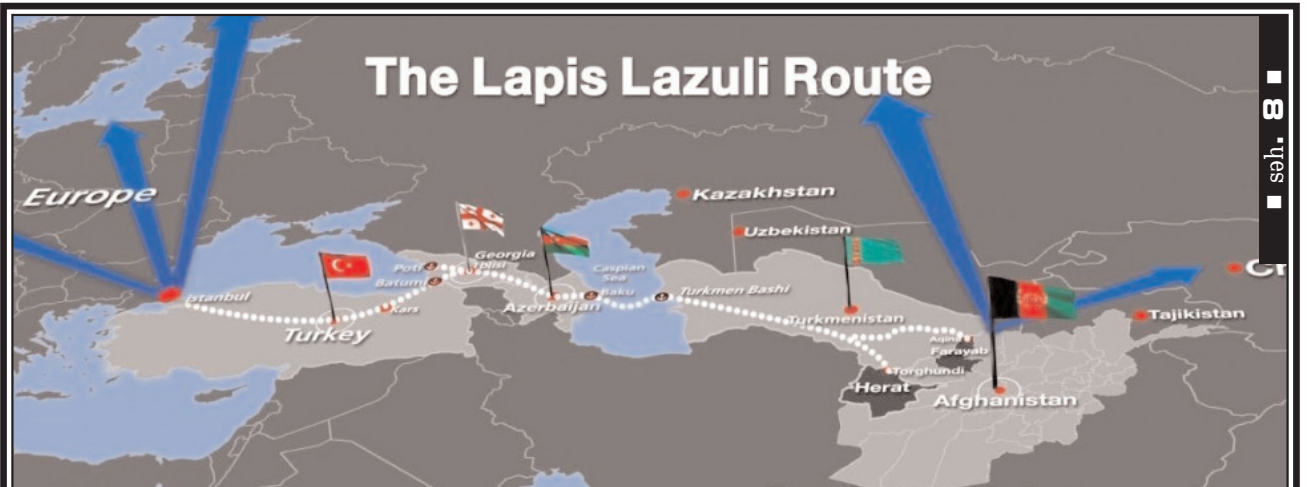 The Lapis Lazuli Route
■ səh. 8 ■
Europe
Kazakhstan
Uzbekistan
Georgia
Tbilisi
Poti
Batumi
Caspian
Sea
Istanbul
Baku
Turkmen Bashi
Azerbaijan
Kars
Turkey
Turkmenistan
Tajikistan
Aqina
Farayab
Torghundi
Herat
Afghanistan